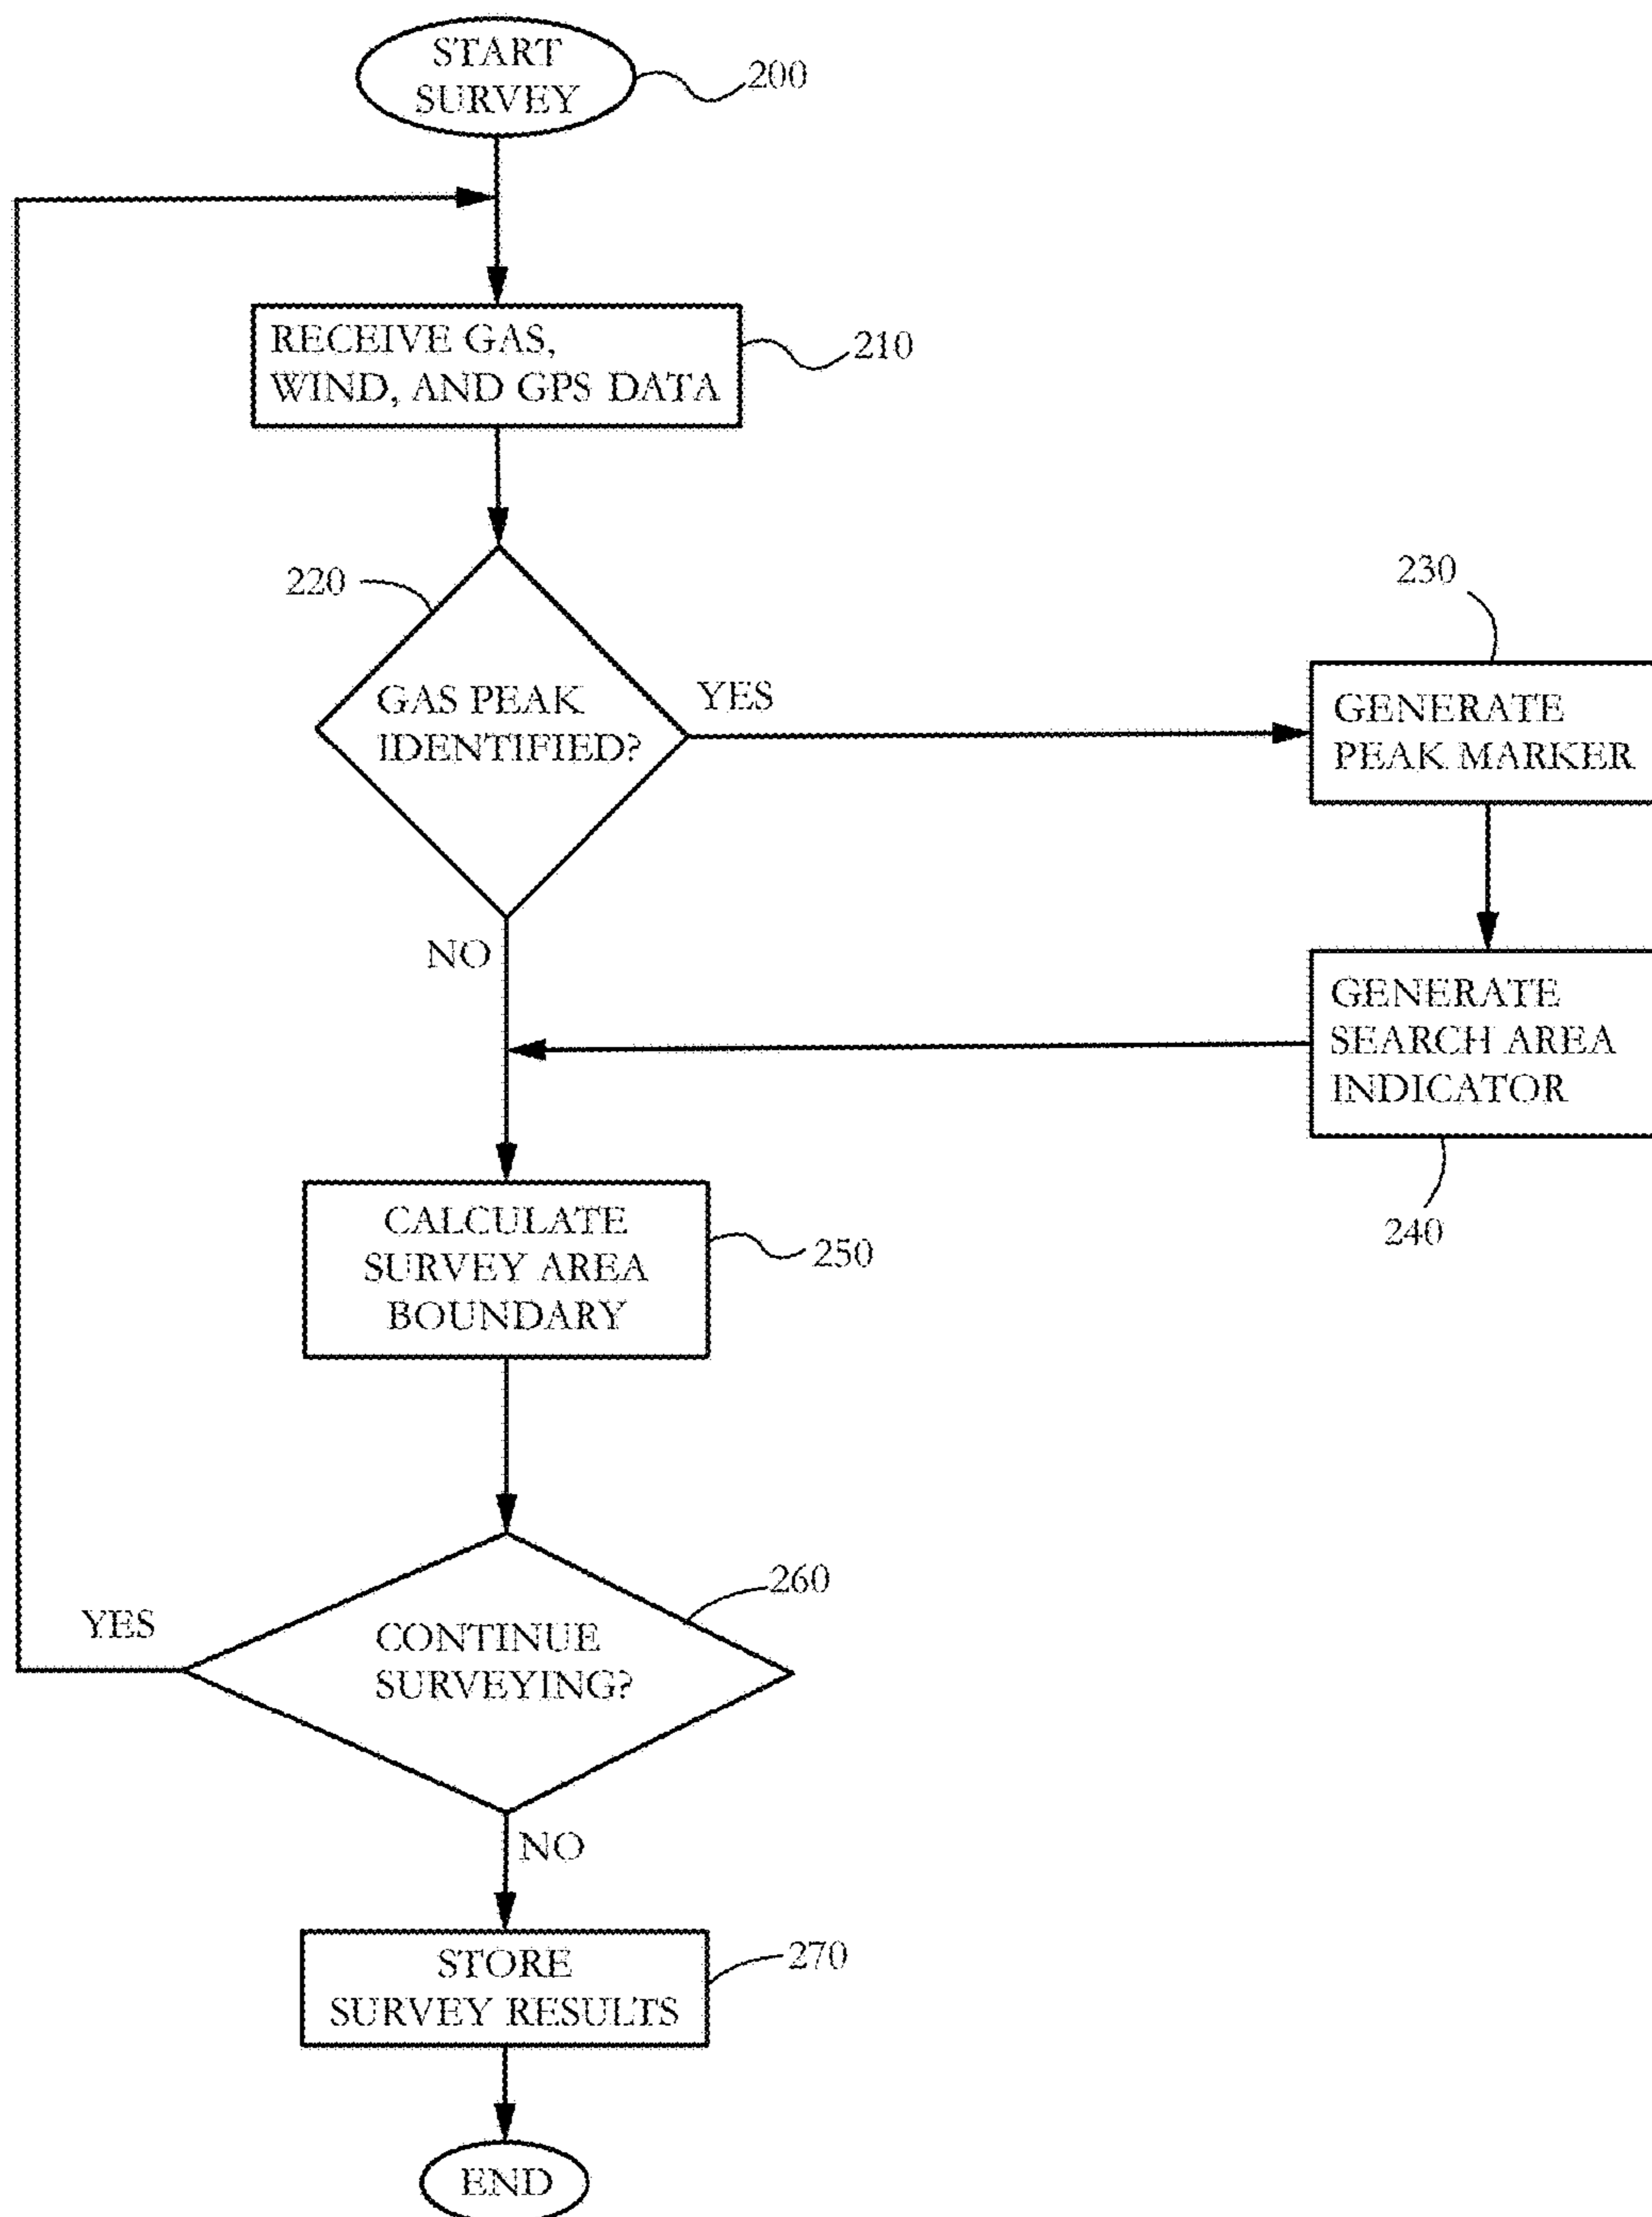 START
SURVEY
200
RECEIVE GAS,
WIND, AND GPS DATA
210
220
GAS PEAK
IDENTIFIED?
YES
230
GENERATE
PEAK MARKER
NO
GENERATE
SEARCH AREA
INDICATOR
240
CALCULATE
SURVEY AREA
BOUNDARY
250
260
YES
CONTINUE
SURVEYING?
NO
STORE
SURVEY RESULTS
270
END